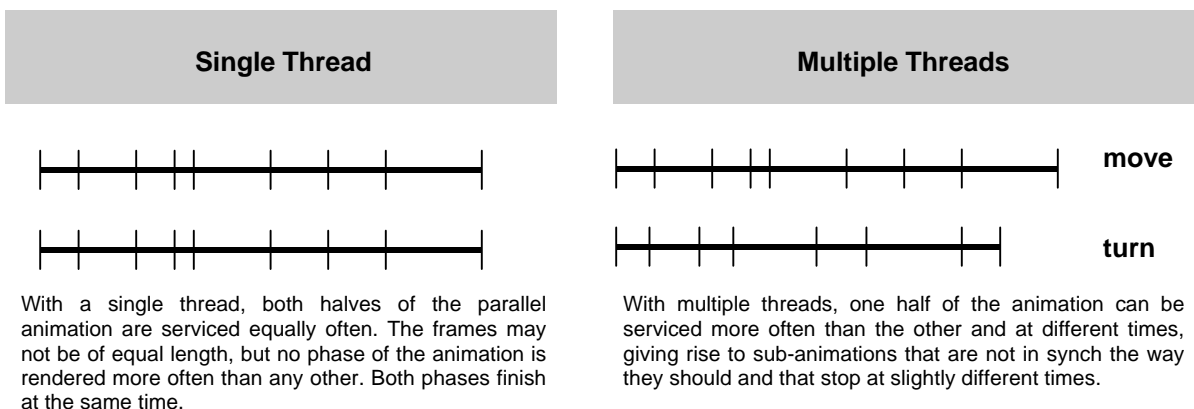 Single Thread
With a single thread, both halves of the parallel
animation are serviced equally often. The frames may
not be of equal length, but no phase of the animation is
rendered more often than any other. Both phases finish
at the same time.
Multiple Threads
move
turn
With multiple threads, one half of the animation can be
serviced more often than the other and at different times,
giving rise to sub-animations that are not in synch the way
they should and that stop at slightly different times.